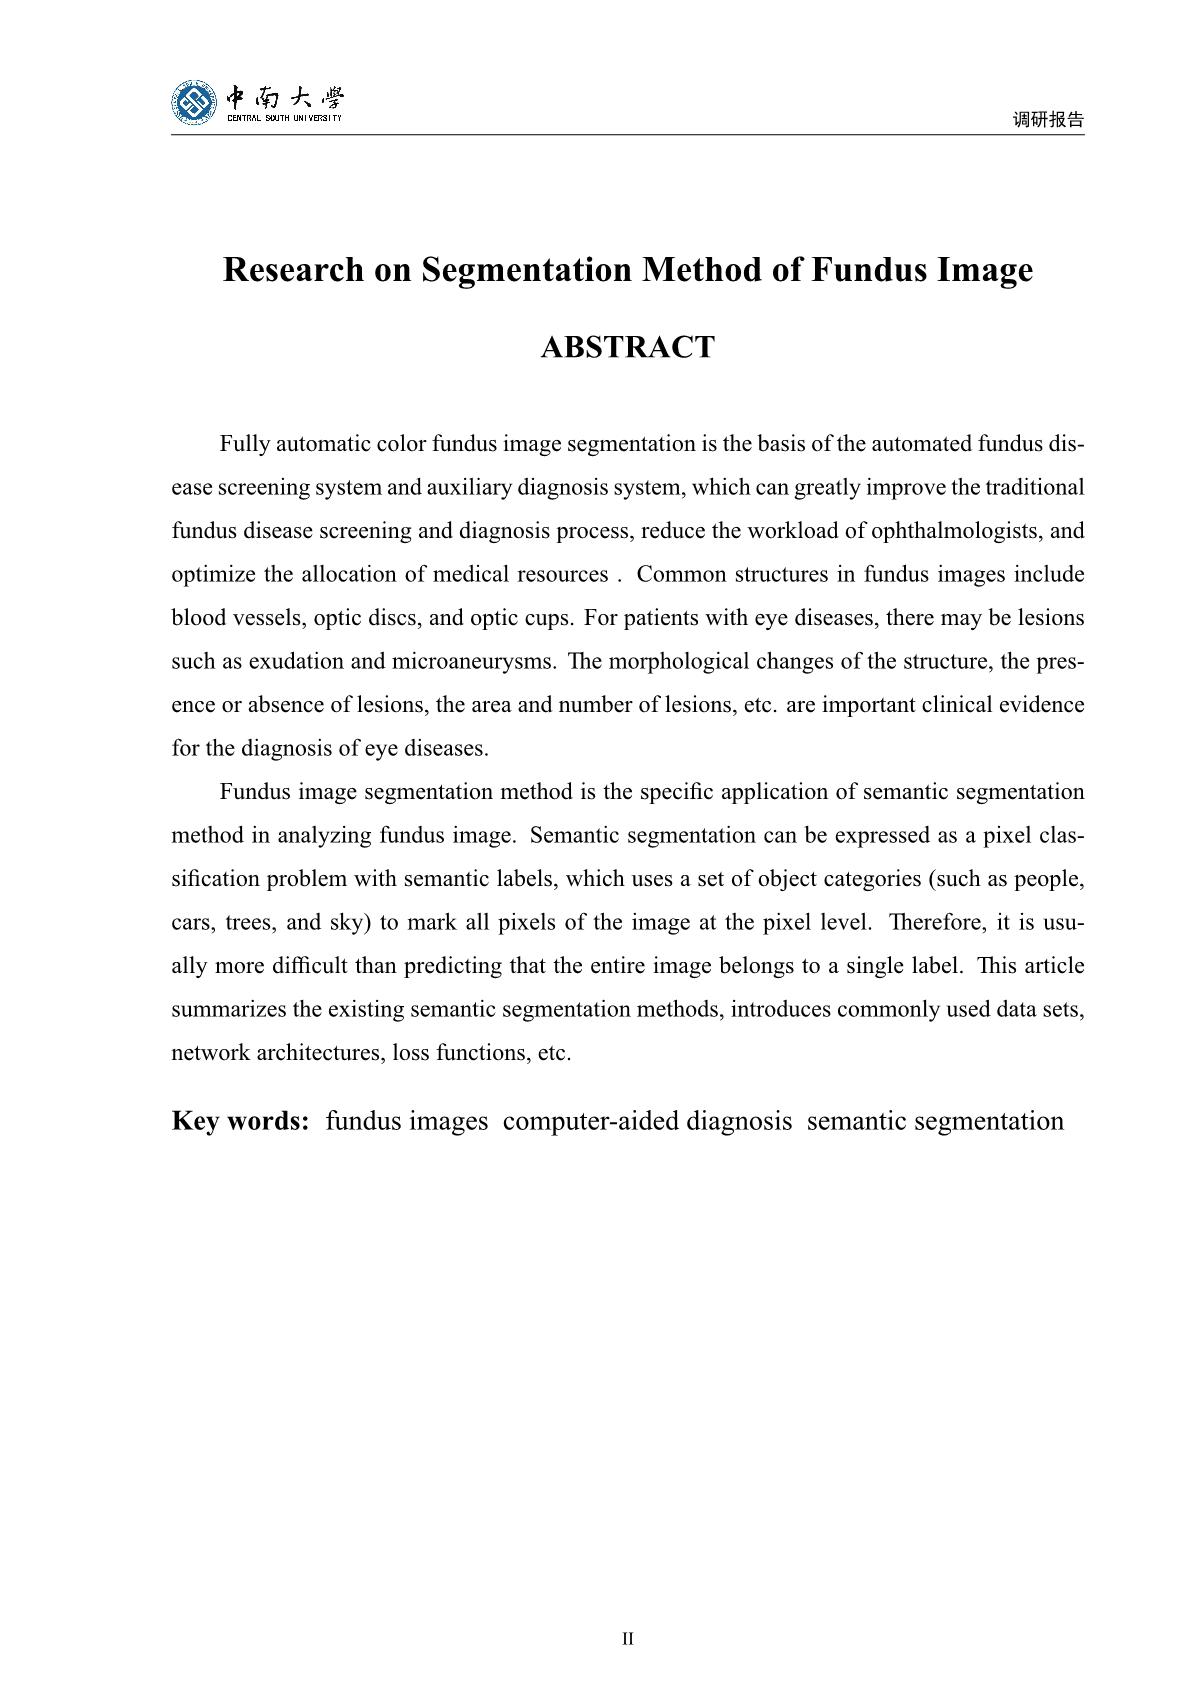 中南大學
CENTRAL SOUTH UNIVERSITY
调研报告
Research on Segmentation Method of Fundus Image
ABSTRACT
Fully automatic color fundus image segmentation is the basis of the automated fundus dis-
ease screening system and auxiliary diagnosis system, which can greatly improve the traditional
fundus disease screening and diagnosis process, reduce the workload of ophthalmologists, and
optimize the allocation of medical resources . Common structures in fundus images include
blood vessels, optic discs, and optic cups. For patients with eye diseases, there may be lesions
such as exudation and microaneurysms. The morphological changes of the structure, the pres-
ence or absence of lesions, the area and number of lesions, etc. are important clinical evidence
for the diagnosis of eye diseases.
Fundus image segmentation method is the specific application of semantic segmentation
method in analyzing fundus image. Semantic segmentation can be expressed as a pixel clas-
sification problem with semantic labels, which uses a set of object categories (such as people,
cars, trees, and sky) to mark all pixels of the image at the pixel level. Therefore, it is usu-
ally more difficult than predicting that the entire image belongs to a single label. This article
summarizes the existing semantic segmentation methods, introduces commonly used data sets,
network architectures, loss functions, etc.
Key words: fundus images computer-aided diagnosis semantic segmentation
II